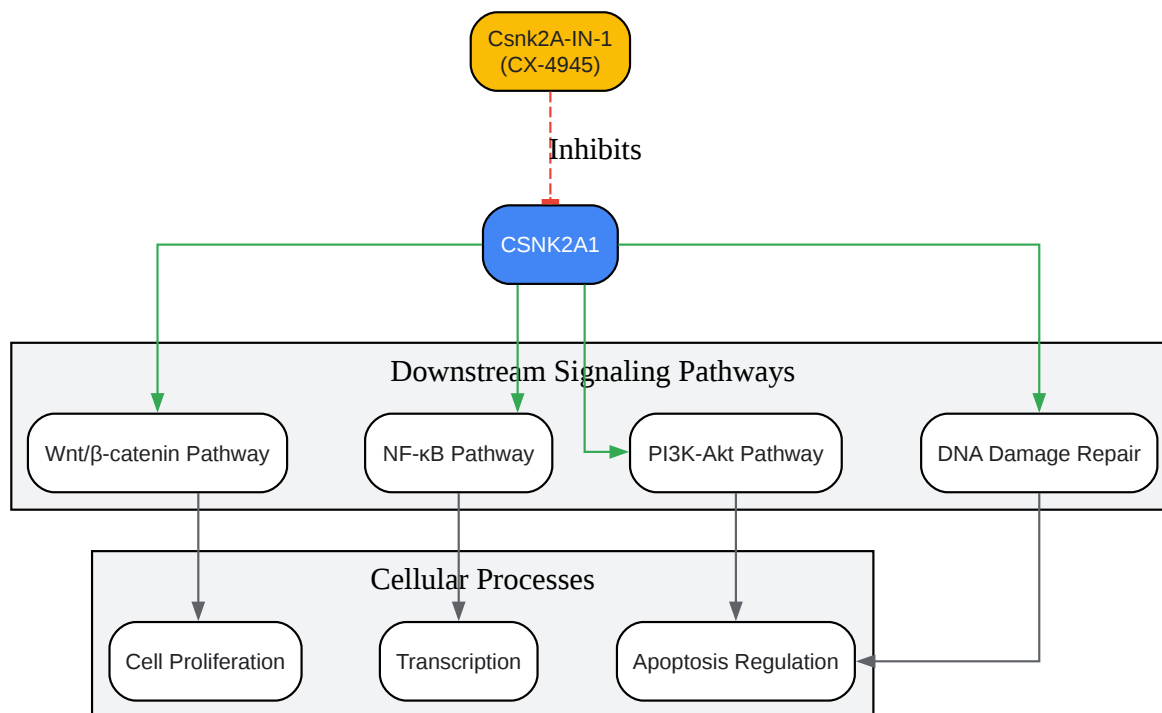 Csnk2A-IN-1
(CX-4945)
Inhibits
CSNK2A1
Downstream Signaling Pathways
Wnt/β-catenin Pathway
NF-κB Pathway
PI3K-Akt Pathway
DNA Damage Repair
Cellular Processes
Cell Proliferation
Transcription
Apoptosis Regulation